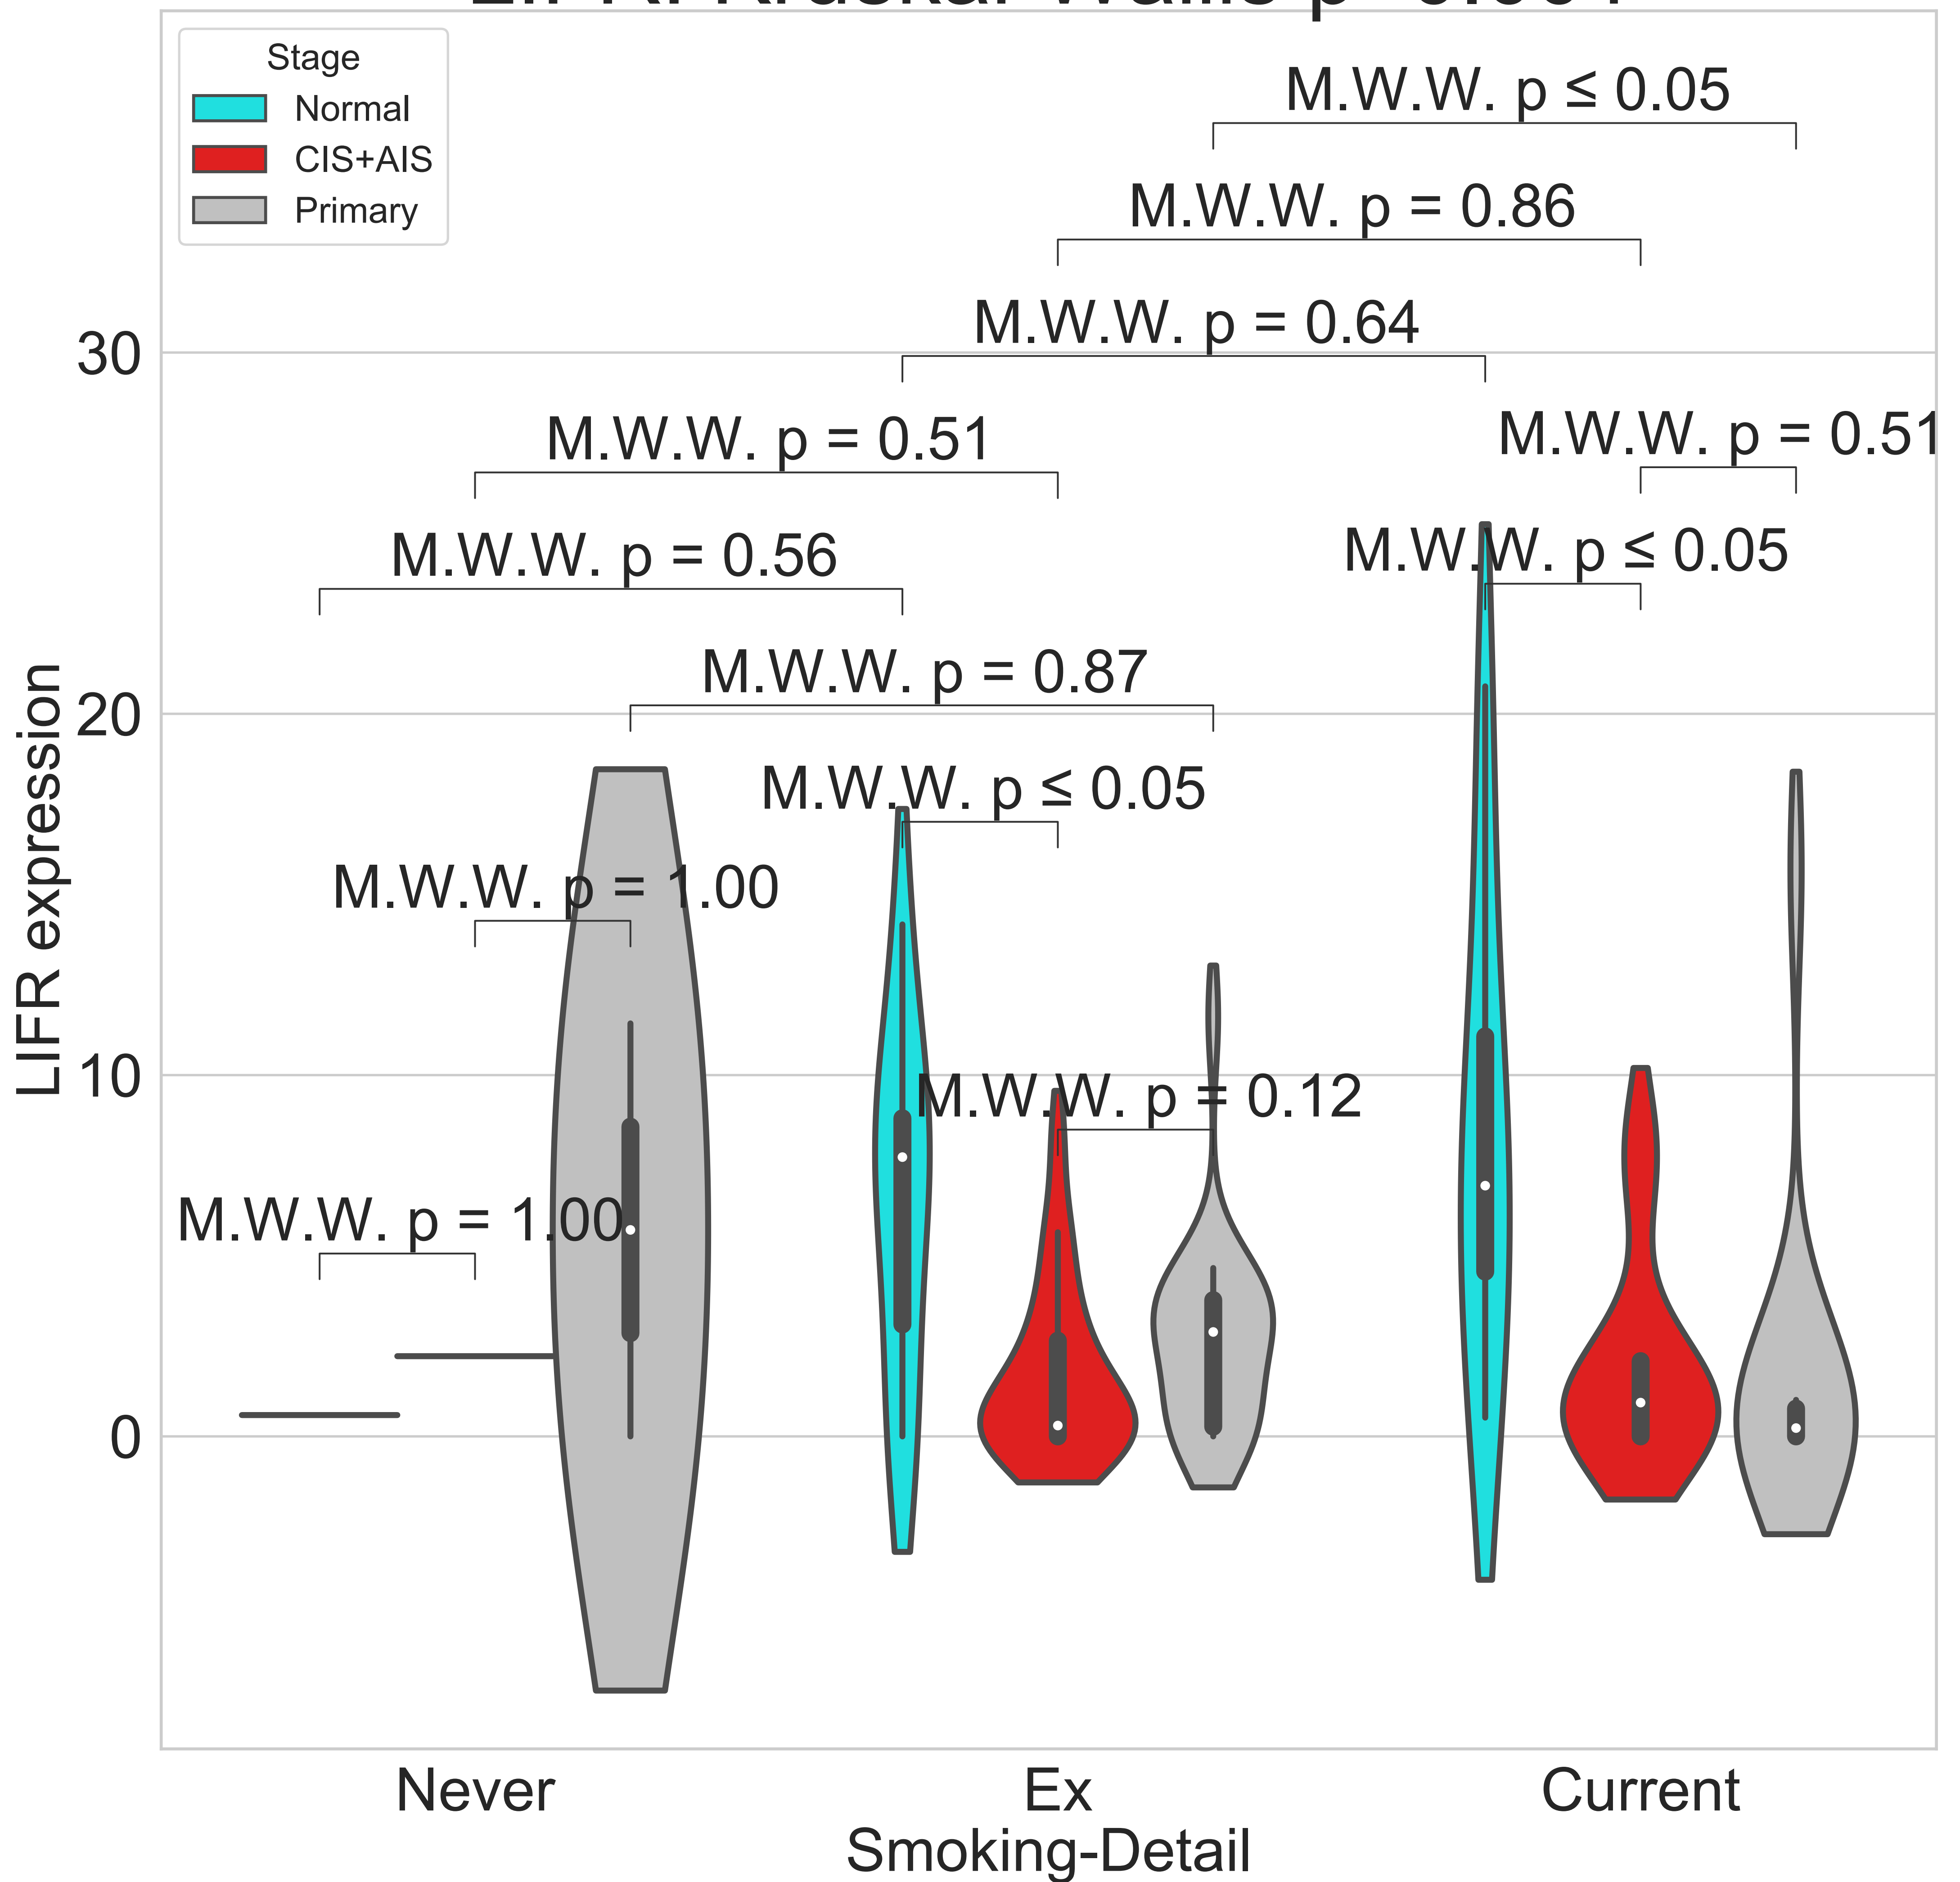 Stage
Normal
CIS+AIS
Primary
M.W.W. p ≤ 0.05
M.W.W. p = 0.86
M.W.W. p = 0.64
M.W.W. p = 0.51
M.W.W. p = 0.51
M.W.W. p = 0.56
M.W.W. p ≤ 0.05
M.W.W. p = 0.87
M.W.W. p ≤ 0.05
M.W.W. p = 1.00
M.W.W. p = 0.12
M.W.W. p = 1.00
30
20
10
0
LIFR expression
Never
Ex
Current
Smoking-Detail